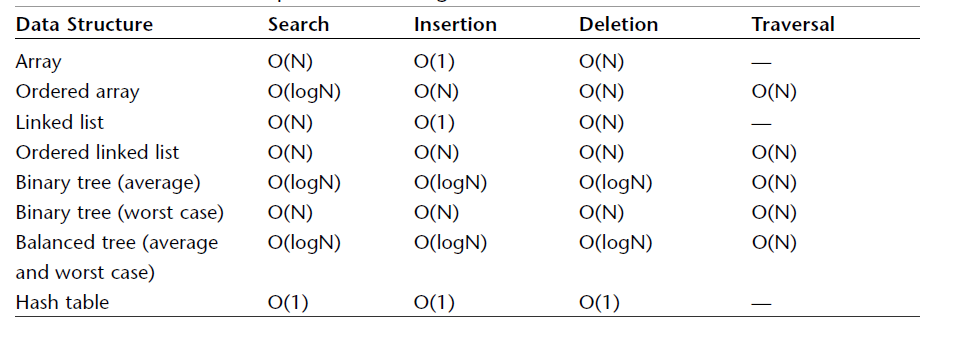 Data Structure Search Insertion Deletion Traversal
Array O(N) O(1) O(N) —
Ordered array O(logN) O(N) O(N) O(N)
Linked list O(N) O(1) O(N) —
Ordered linked list O(N) O(N) O(N) O(N)
Binary tree (average) O(logN) O(logN) O(logN) O(N)
Binary tree (worst case) O(N) O(N) O(N) O(N)
Balanced tree (average O(logN) O(logN) O(logN) O(N)
and worst case)
Hash table O(1) O(1) O(1) —